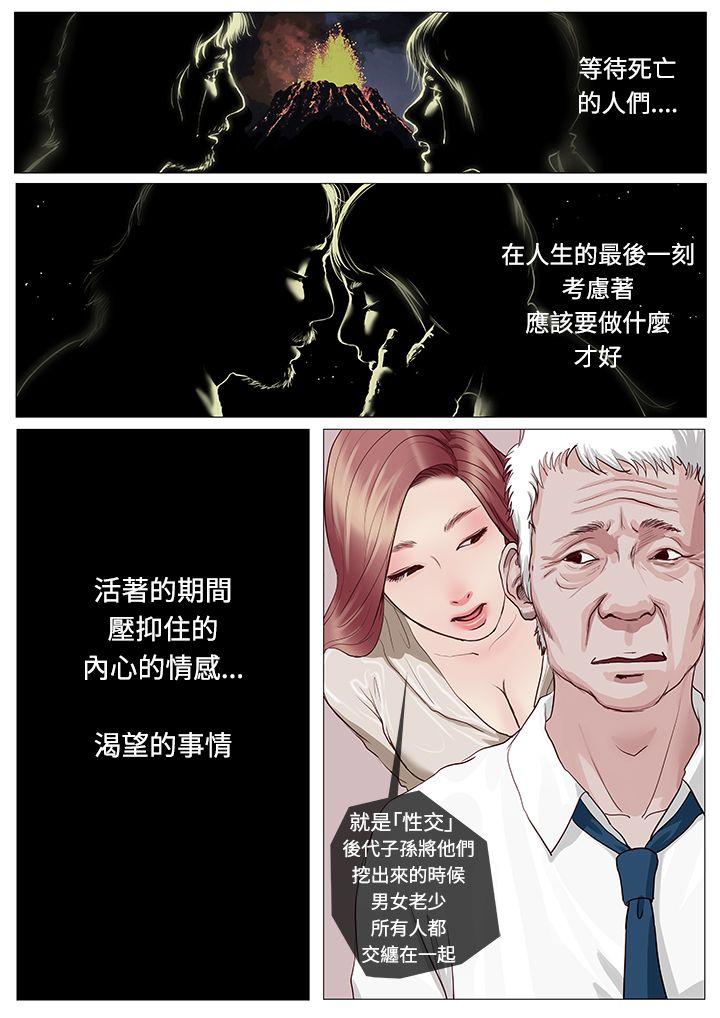 等待死亡
的人們....
在人生的最後一刻
考慮著
應該要做什麼
才好
活著的期間
壓抑住的
內心的情感...
渴望的事情
就是「性交」
後代子孫將他們
挖出來的時候
男女老少
所有人都
交纏在一起